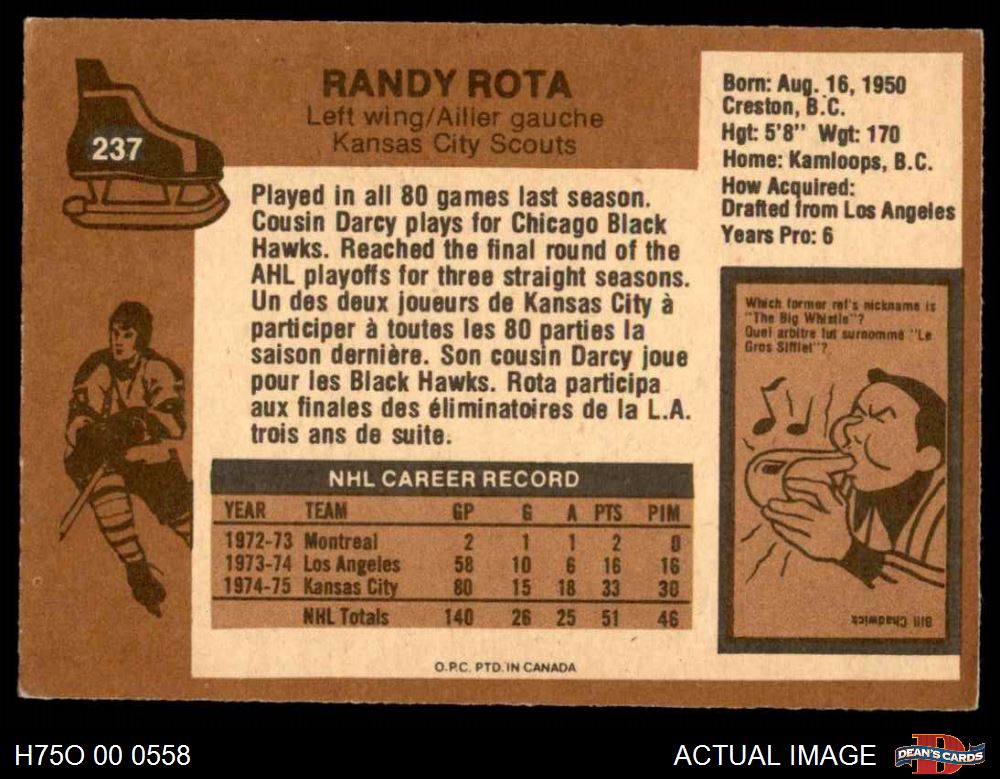 237
RANDY ROTA
Left wing/Ailier gauche
Kansas City Scouts
Born: Aug. 16, 1950
Creston, B.C.
Hgt: 5'8" Wgt: 170
Home: Kamloops, B.C.
How Acquired:
Drafted from Los Angeles
Years Pro: 6
Played in all 80 games last season.
Cousin Darcy plays for Chicago Black
Hawks. Reached the final round of the
AHL playoffs for three straight seasons.
Un des deux joueurs de Kansas City à
participer à toutes les 80 parties la
saison dernière. Son cousin Darcy joue
pour les Black Hawks. Rota participa
aux finales des éliminatoires de la L.A.
trois ans de suite.
Which former ref's nickname is
"The Big Whistle"?
Quel arbitre fut surnommé "Le
Gros Sifflet"?
Bill Chadwick
NHL CAREER RECORD
YEAR TEAM GP G A PTS PIM
1972-73 Montreal 2 1 1 2 0
1973-74 Los Angeles 58 10 6 16 16
1974-75 Kansas City 80 15 18 33 30
NHL Totals 140 26 25 51 46
O.P.C. PTD. IN CANADA
H75O 00 0558
ACTUAL IMAGE
DEAN'S CARDS